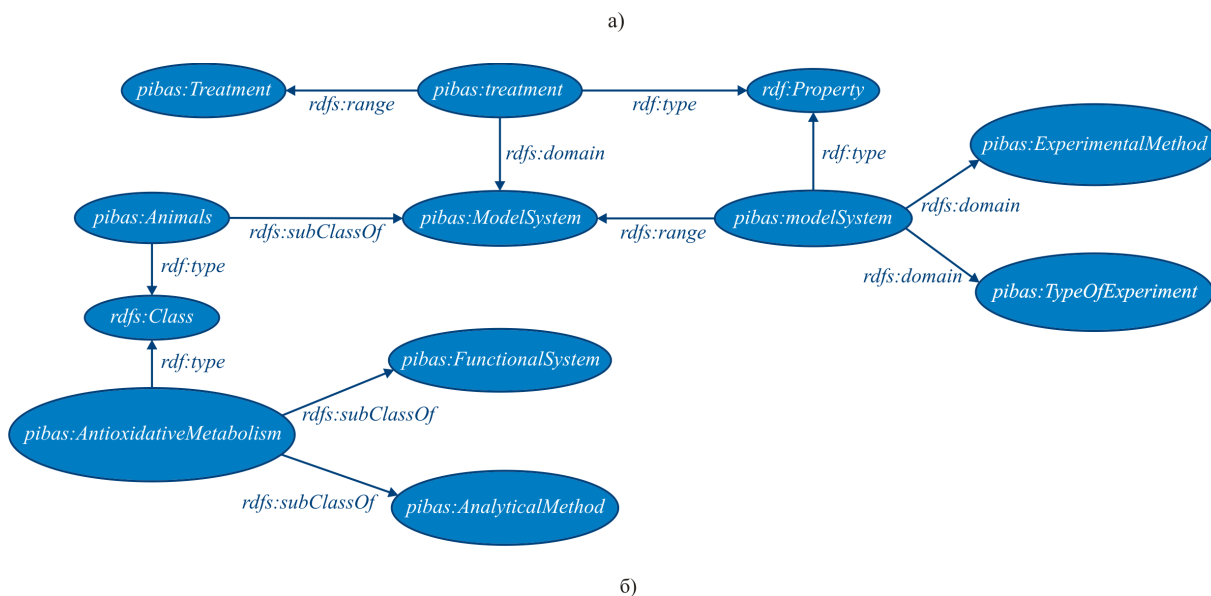 а)
pibas:Treatment
rdfs:range
pibas:treatment
rdf:type
rdf:Property
rdfs:domain
rdf:type
pibas:ExperimentalMethod
pibas:Animals
rdfs:subClassOf
pibas:ModelSystem
rdfs:range
pibas:modelSystem
rdfs:domain
rdf:type
rdfs:domain
pibas:TypeOfExperiment
rdfs:Class
rdf:type
pibas:FunctionalSystem
rdfs:subClassOf
pibas:AntioxidativeMetabolism
rdfs:subClassOf
pibas:AnalyticalMethod
б)